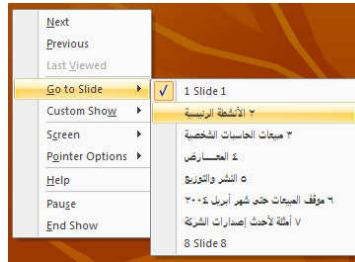 Next
Previous
Last Viewed
Go to Slide
Custom Show
Screen
Pointer Options
Help
Pause
End Show
1 Slide 1
٢ الأنشطة الرئيسية
٣ مبيعات الحاسبات الشخصية
٤ المعـــارض
٥ النشر والتوزيع
٦ موقف المبيعات حتى شهر أبريل ٢٠٠٤
٧ أمثلة لأحدث إصدارات الشركة
8 Slide 8